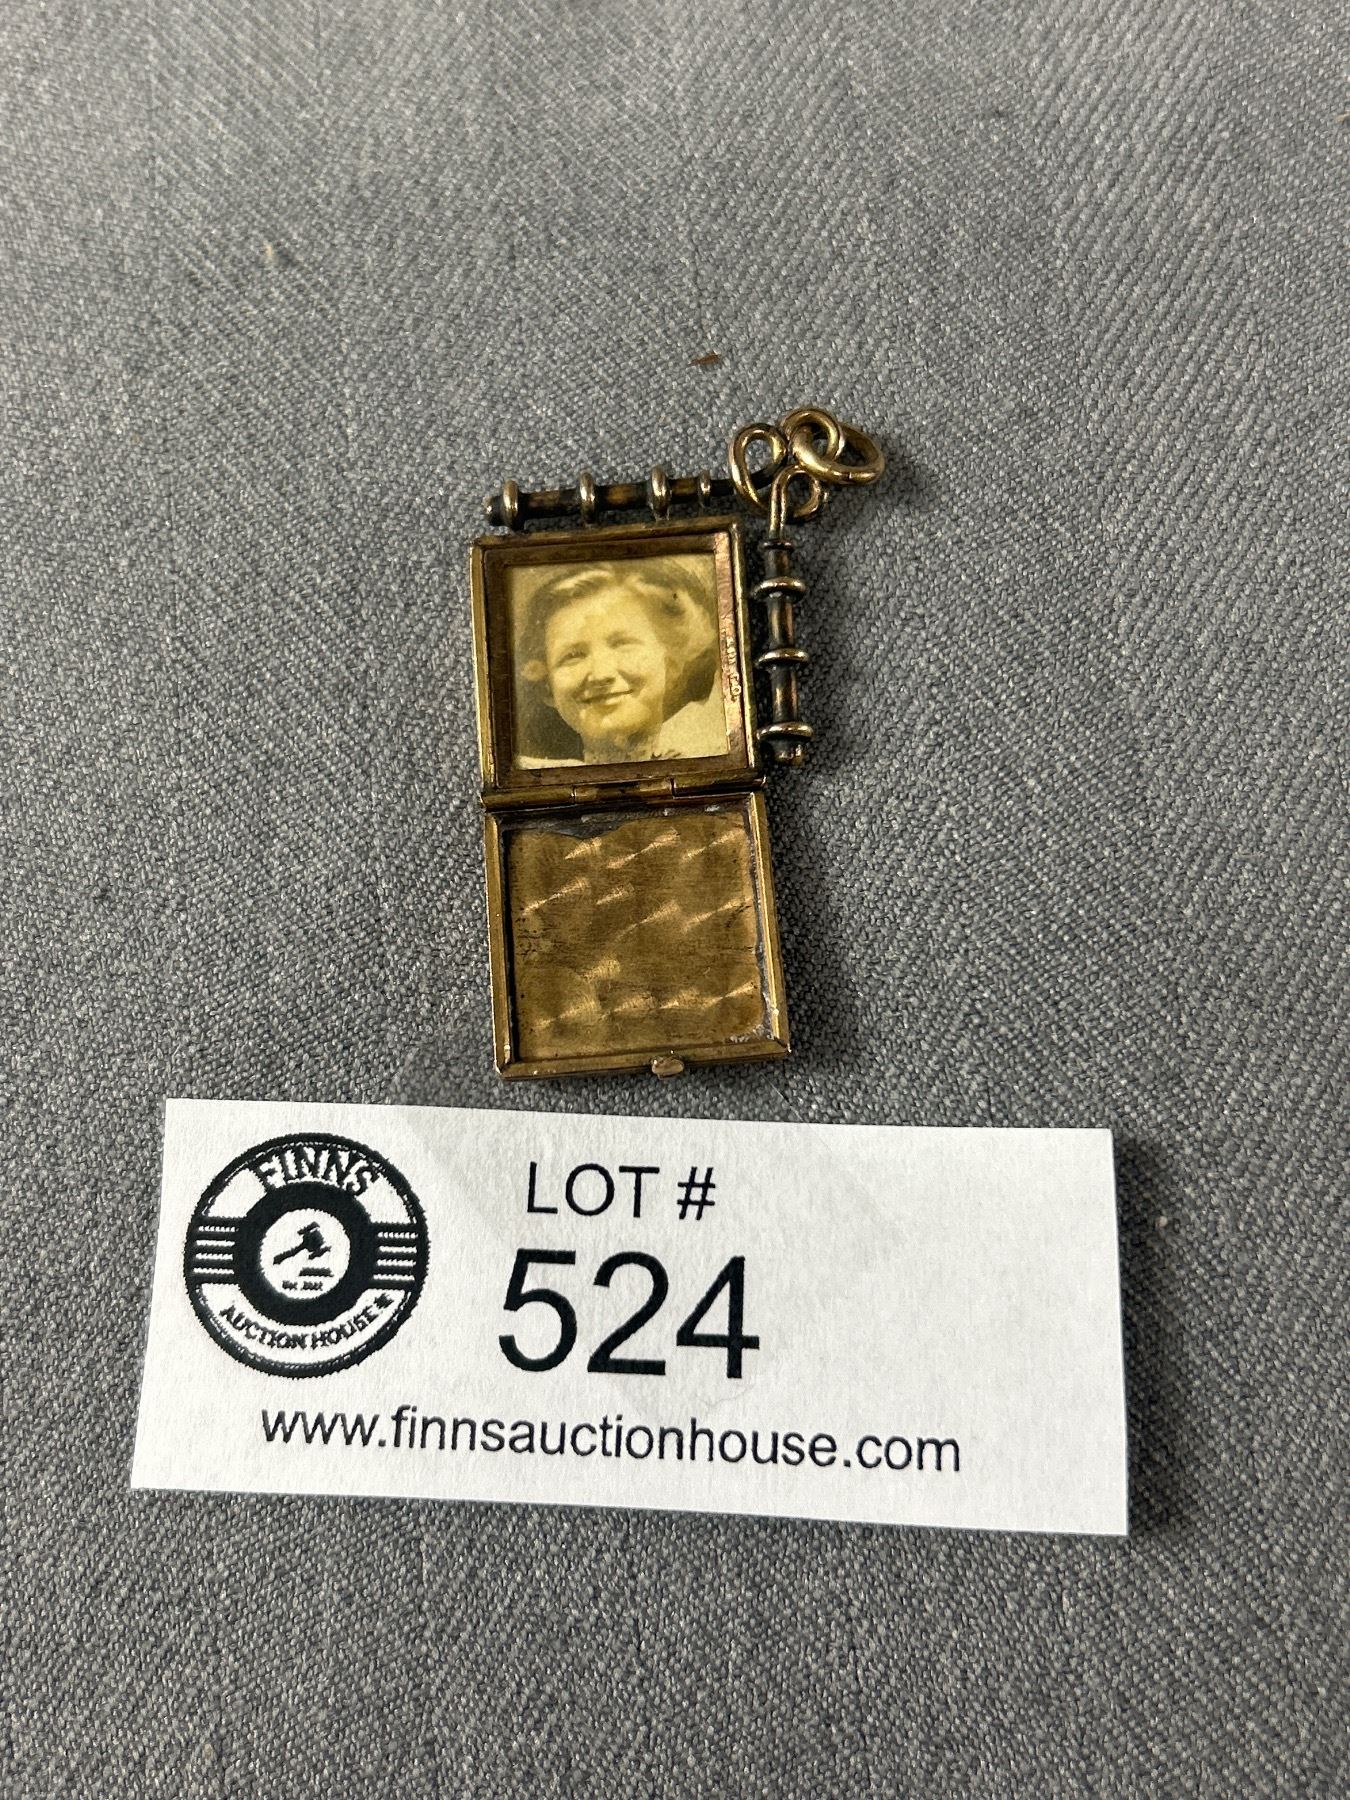 FINNS
AUCTION HOUSE
LOT #
524
www.finnsauctionhouse.com